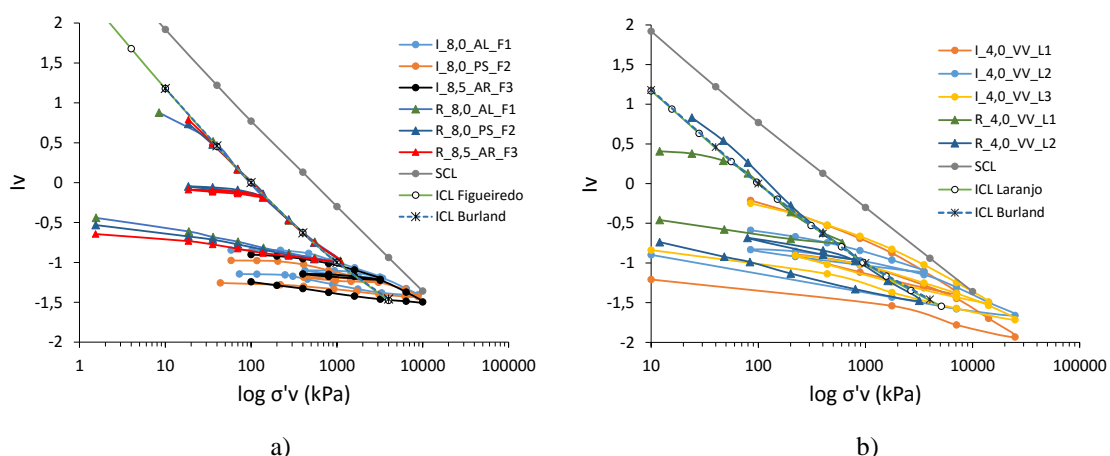 2
1,5
1
0,5
0
-0,5
-1
-1,5
-2
Iv
1
10
100
1000
10000
100000
log σ'v (kPa)
I_8,0_AL_F1
I_8,0_PS_F2
I_8,5_AR_F3
R_8,0_AL_F1
R_8,0_PS_F2
R_8,5_AR_F3
SCL
ICL Figueiredo
ICL Burland
a)
2
1,5
1
0,5
0
-0,5
-1
-1,5
-2
Iv
10
100
1000
10000
100000
log σ'v (kPa)
I_4,0_VV_L1
I_4,0_VV_L2
I_4,0_VV_L3
R_4,0_VV_L1
R_4,0_VV_L2
SCL
ICL Laranjo
ICL Burland
b)